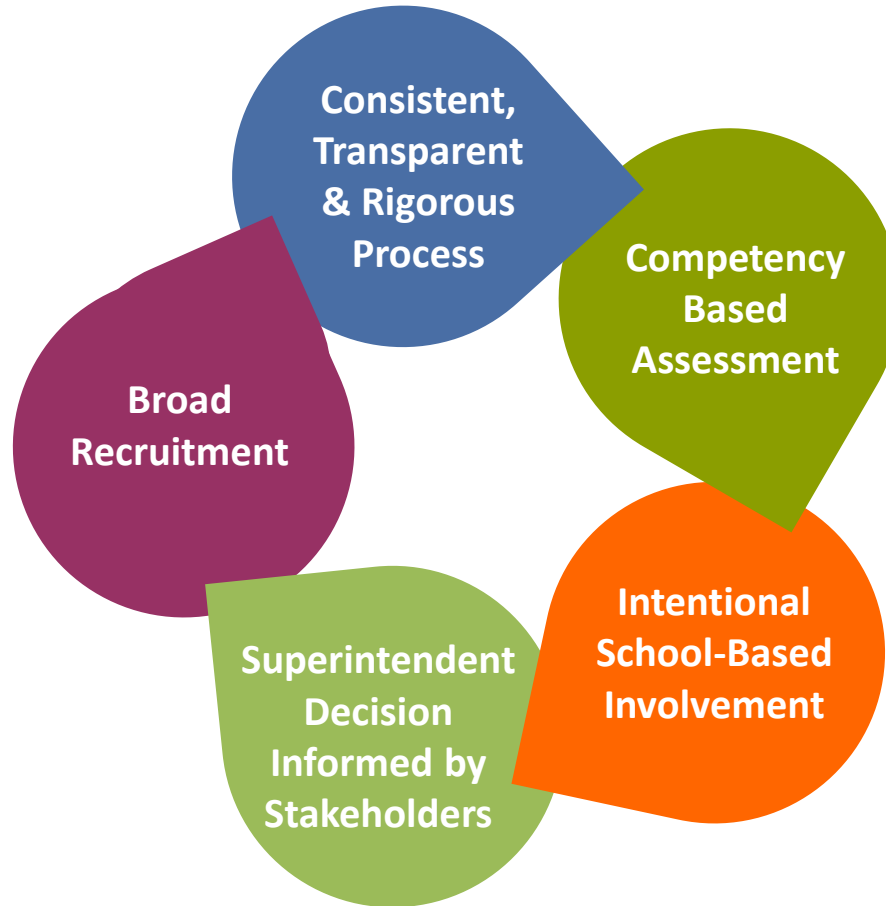 Consistent,
Transparent
& Rigorous
Process
Competency
Based
Assessment
Intentional
School-Based
Involvement
Superintendent
Decision
Informed by
Stakeholders
Broad
Recruitment